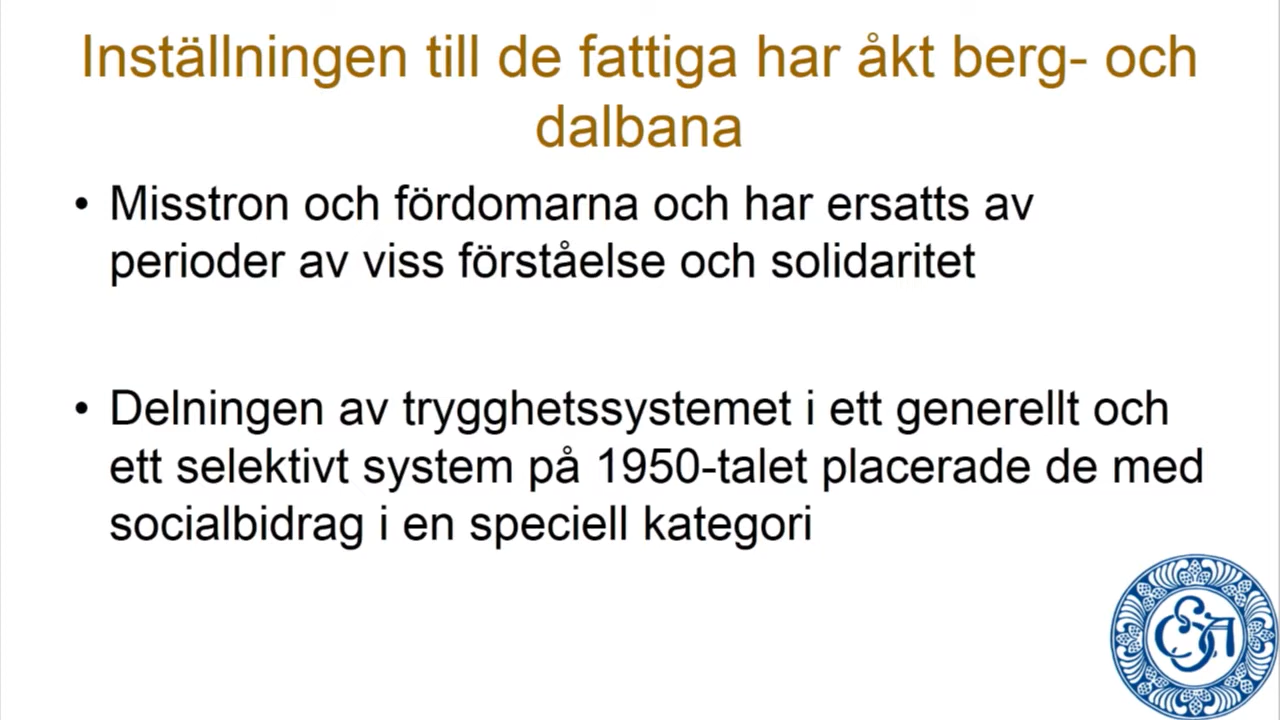 Inställningen till de fattiga har åkt berg- och
dalbana
• Misstron och fördomarna och har ersatts av
perioder av viss förståelse och solidaritet
• Delningen av trygghetssystemet i ett generellt och
ett selektivt system på 1950-talet placerade de med
socialbidrag i en speciell kategori